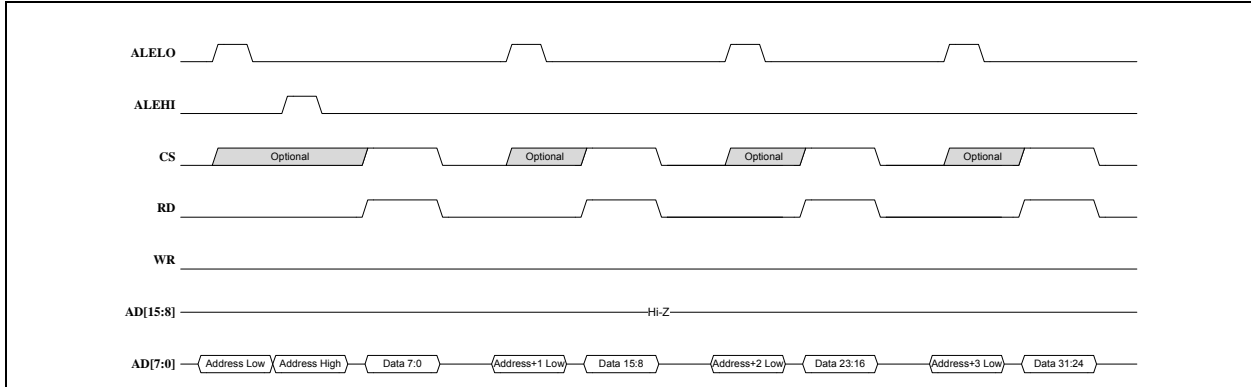 ALELO
ALEHI
CS Optional Optional Optional Optional
RD
WR
AD[15:8] Hi-Z
AD[7:0] Address Low Address High Data 7:0 Address+1 Low Data 15:8 Address+2 Low Data 23:16 Address+3 Low Data 31:24